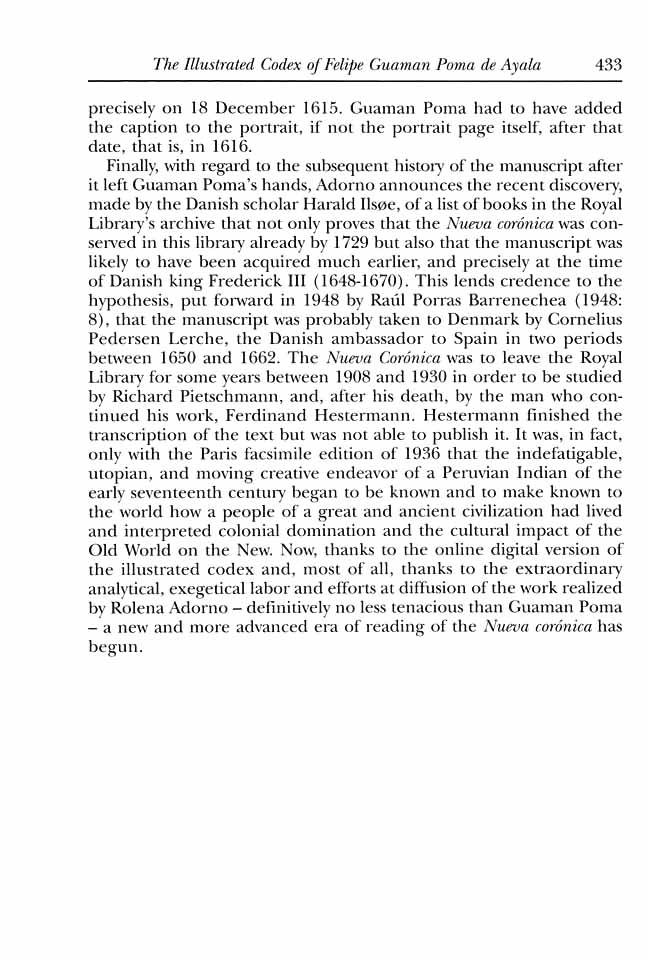 The Illustrated Codex of Felipe Guaman Poma de Ayala 433
precisely on 18 December 1615. Guaman Poma had to have added
the caption to the portrait, if not the portrait page itself, after that
date, that is, in 1616.
Finally, with regard to the subsequent history of the manuscript after
it left Guaman Poma's hands, Adorno announces the recent discovery,
made by the Danish scholar Harald Ilsøe, of a list of books in the Royal
Library's archive that not only proves that the Nueva corónica was con-
served in this library already by 1729 but also that the manuscript was
likely to have been acquired much earlier, and precisely at the time
of Danish king Frederick III (1648-1670). This lends credence to the
hypothesis, put forward in 1948 by Raúl Porras Barrenechea (1948:
8), that the manuscript was probably taken to Denmark by Cornelius
Pedersen Lerche, the Danish ambassador to Spain in two periods
between 1650 and 1662. The Nueva Corónica was to leave the Royal
Library for some years between 1908 and 1930 in order to be studied
by Richard Pietschmann, and, after his death, by the man who con-
tinued his work, Ferdinand Hestermann. Hestermann finished the
transcription of the text but was not able to publish it. It was, in fact,
only with the Paris facsimile edition of 1936 that the indefatigable,
utopian, and moving creative endeavor of a Peruvian Indian of the
early seventeenth century began to be known and to make known to
the world how a people of a great and ancient civilization had lived
and interpreted colonial domination and the cultural impact of the
Old World on the New. Now, thanks to the online digital version of
the illustrated codex and, most of all, thanks to the extraordinary
analytical, exegetical labor and efforts at diffusion of the work realized
by Rolena Adorno – definitively no less tenacious than Guaman Poma
– a new and more advanced era of reading of the Nueva corónica has
begun.